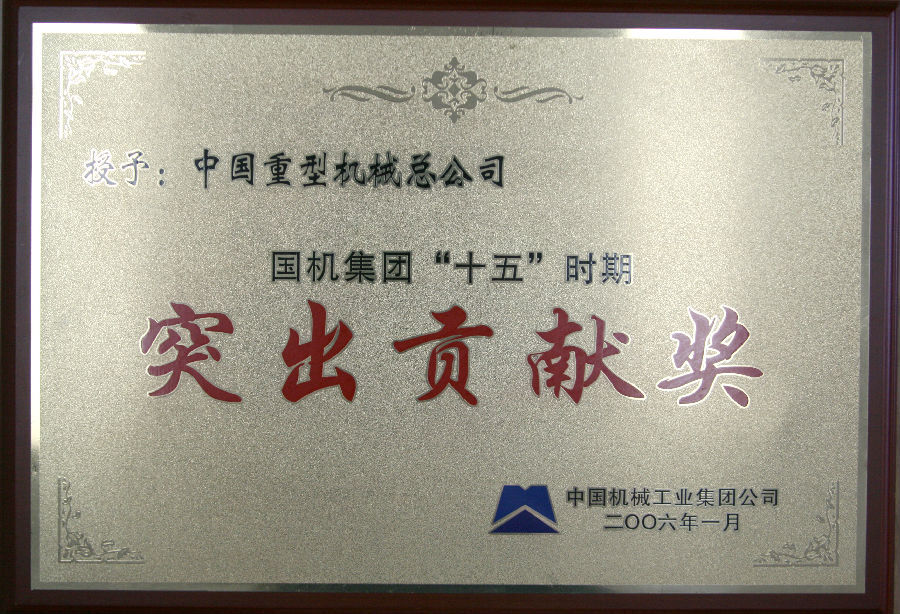 授予：中国重型机械总公司
国机集团“十五”时期
突出贡献奖
中国机械工业集团公司
二〇〇六年一月